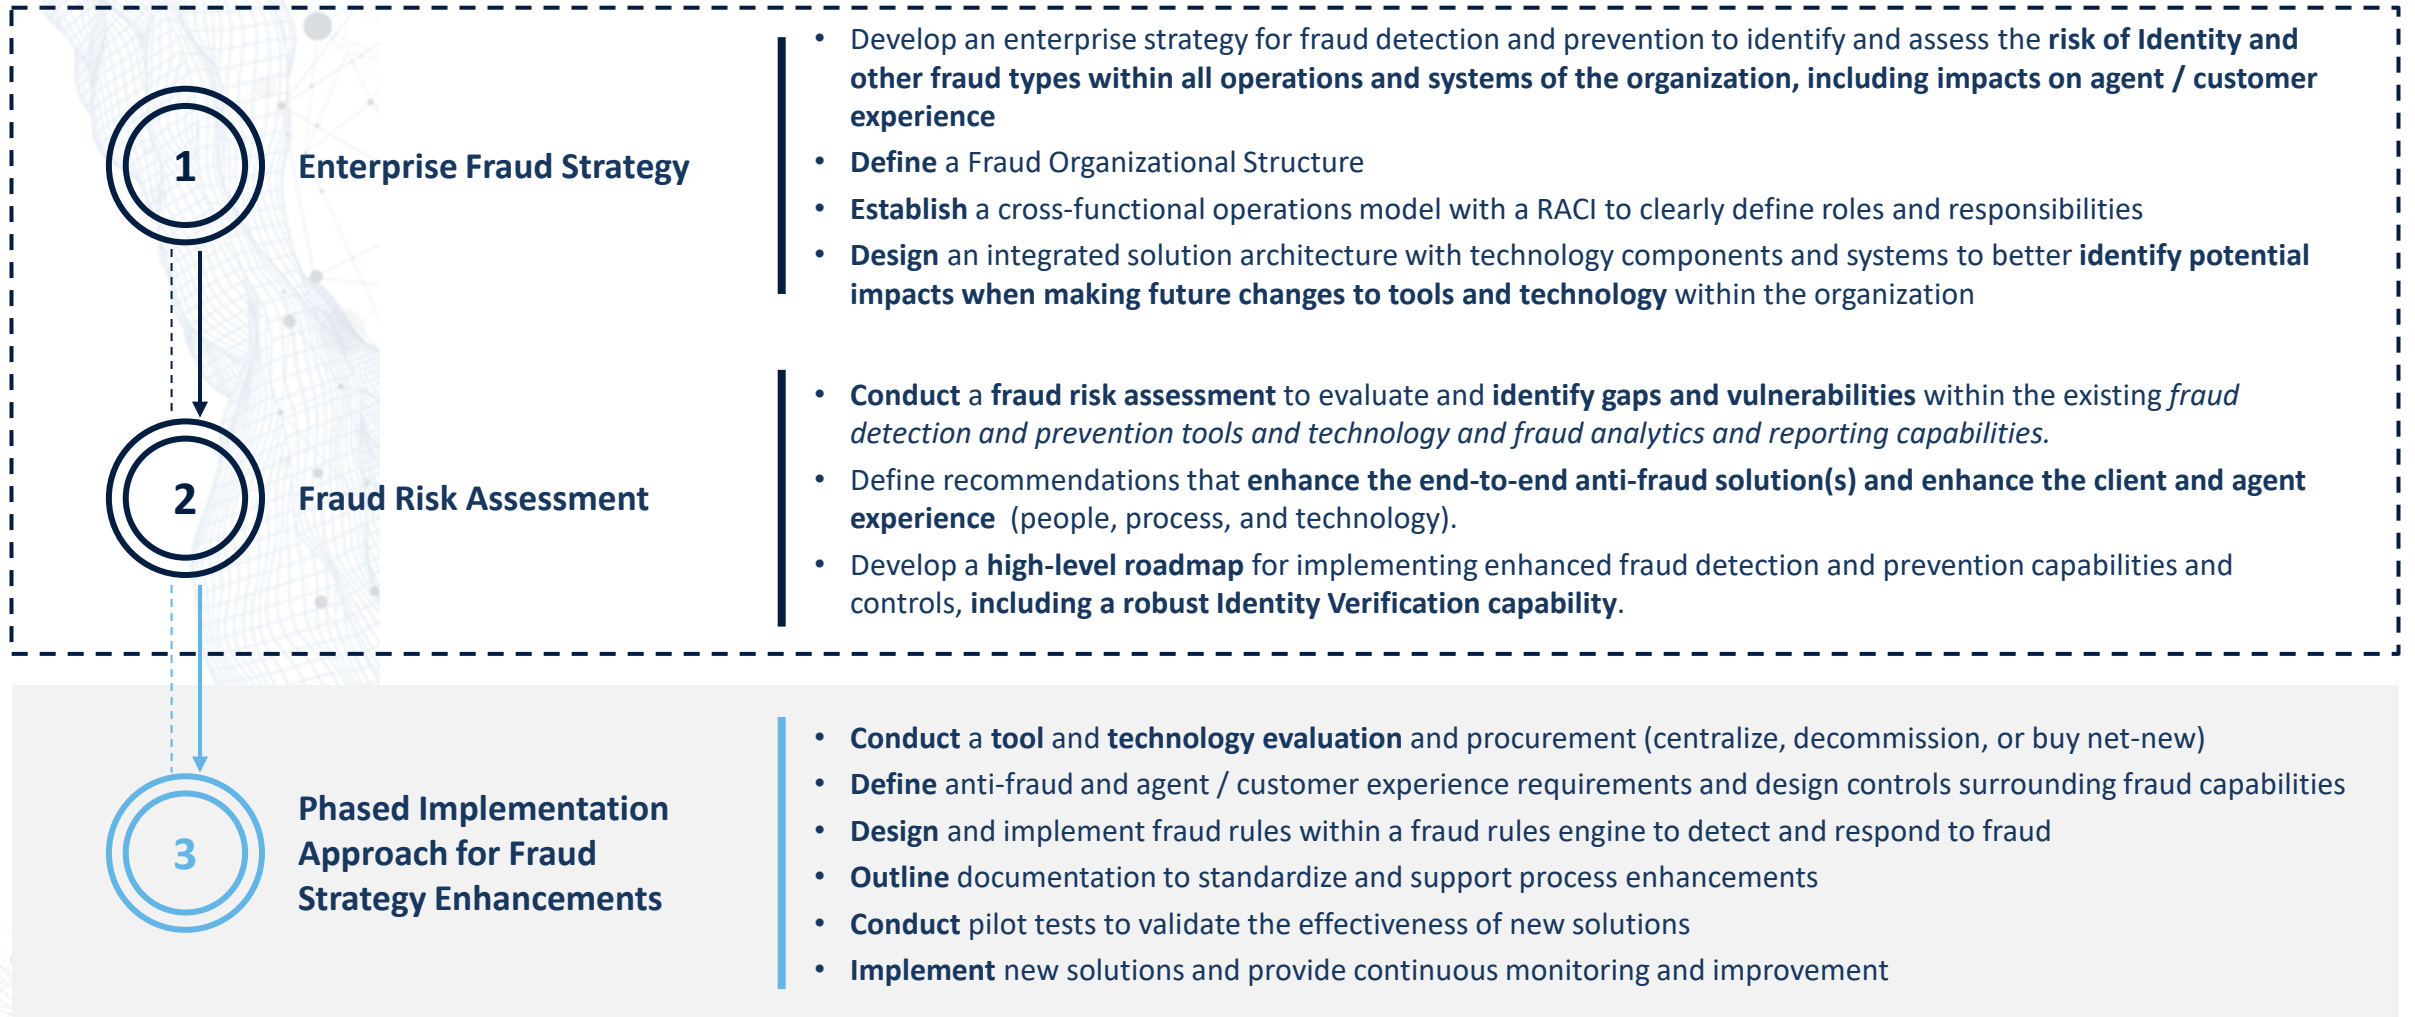 1
Enterprise Fraud Strategy
• Develop an enterprise strategy for fraud detection and prevention to identify and assess the risk of Identity and
other fraud types within all operations and systems of the organization, including impacts on agent / customer
experience
• Define a Fraud Organizational Structure
• Establish a cross-functional operations model with a RACI to clearly define roles and responsibilities
• Design an integrated solution architecture with technology components and systems to better identify potential
impacts when making future changes to tools and technology within the organization
2
Fraud Risk Assessment
• Conduct a fraud risk assessment to evaluate and identify gaps and vulnerabilities within the existing fraud
detection and prevention tools and technology and fraud analytics and reporting capabilities.
• Define recommendations that enhance the end-to-end anti-fraud solution(s) and enhance the client and agent
experience (people, process, and technology).
• Develop a high-level roadmap for implementing enhanced fraud detection and prevention capabilities and
controls, including a robust Identity Verification capability.
3
Phased Implementation
Approach for Fraud
Strategy Enhancements
• Conduct a tool and technology evaluation and procurement (centralize, decommission, or buy net-new)
• Define anti-fraud and agent / customer experience requirements and design controls surrounding fraud capabilities
• Design and implement fraud rules within a fraud rules engine to detect and respond to fraud
• Outline documentation to standardize and support process enhancements
• Conduct pilot tests to validate the effectiveness of new solutions
• Implement new solutions and provide continuous monitoring and improvement